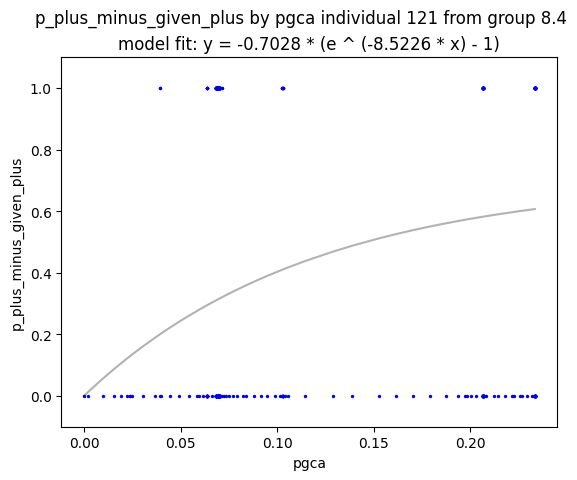 p_plus_minus_given_plus by pgca individual 121 from group 8.4
model fit: y = -0.7028 * (e ^ (-8.5226 * x) - 1)
1.0
0.8
0.6
0.4
0.2
0.0
p_plus_minus_given_plus
0.00 0.05 0.10 0.15 0.20
pgca